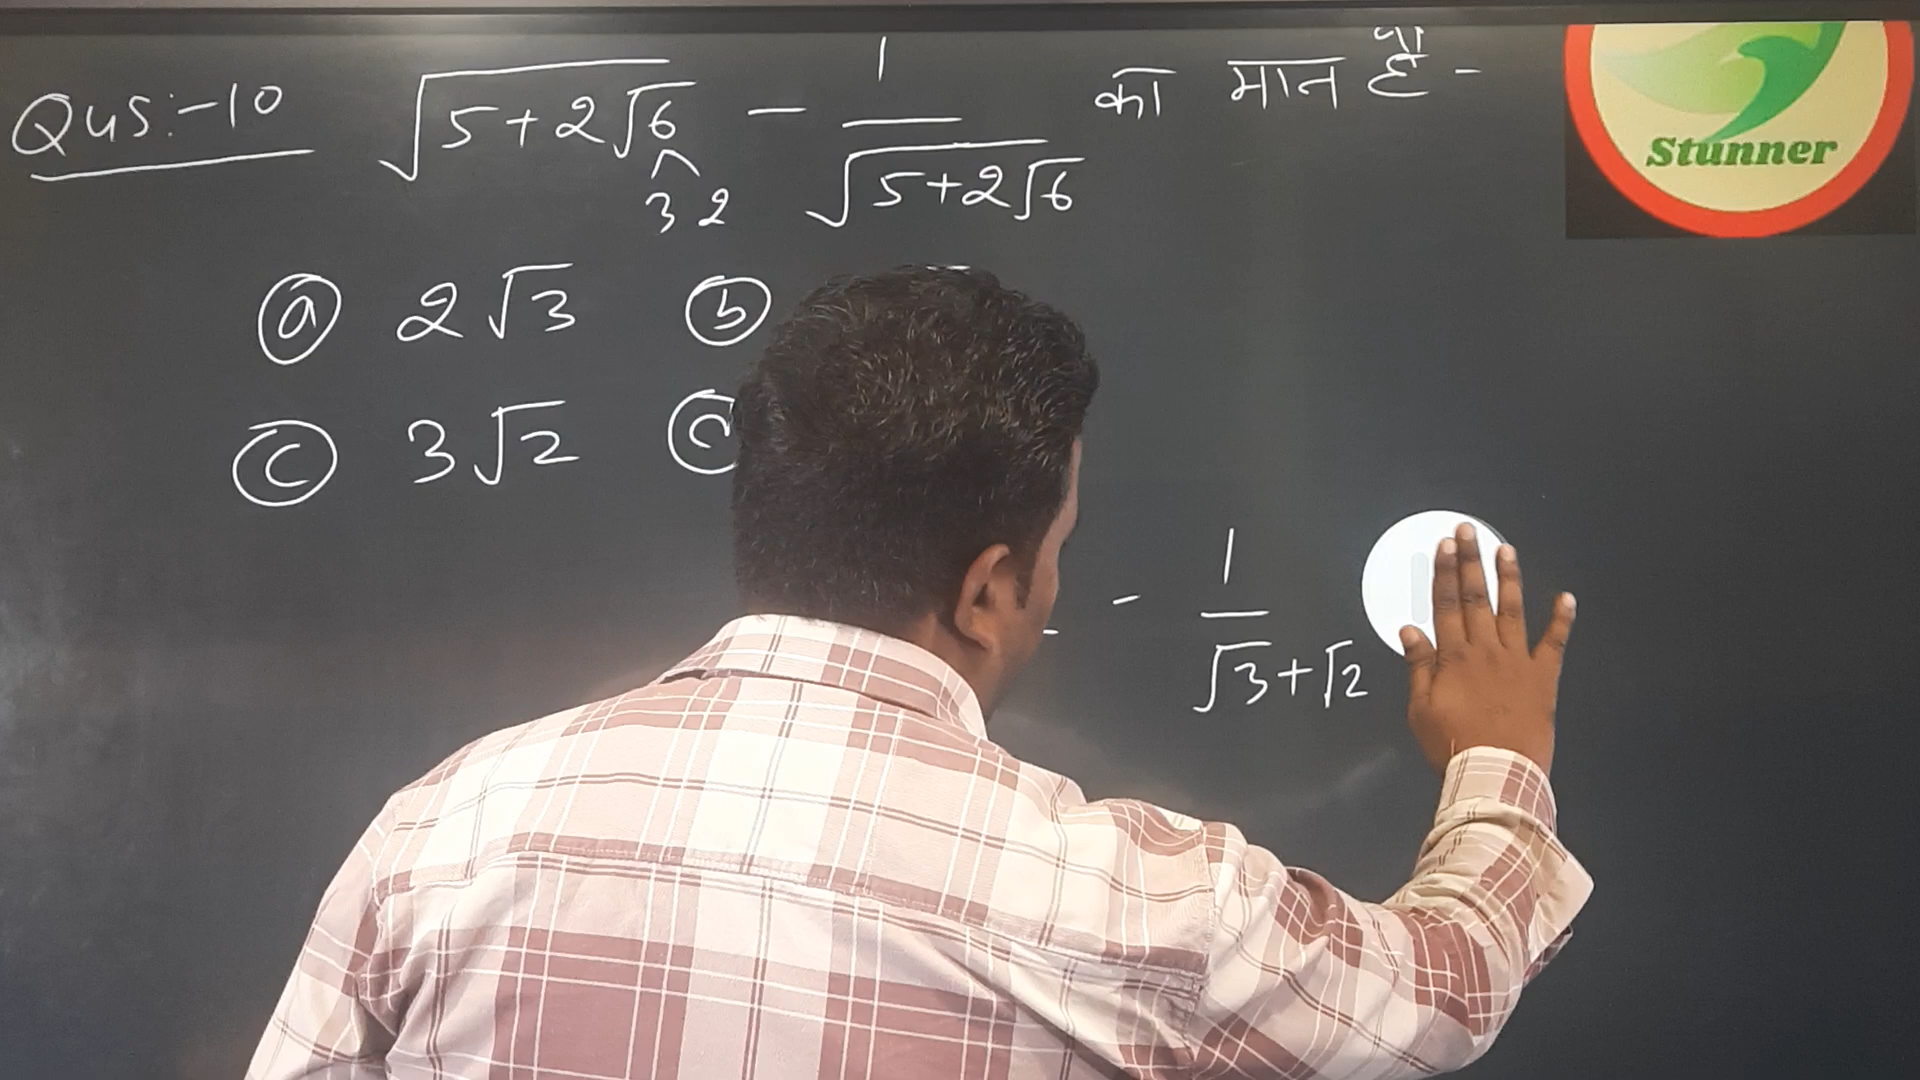 Qus:-10 √(5+2√6) - 1/√(5+2√6) का मान है -
3 2
Stunner
(a) 2√3 (b)
(c) 3√2
- 1/(√3+√2)